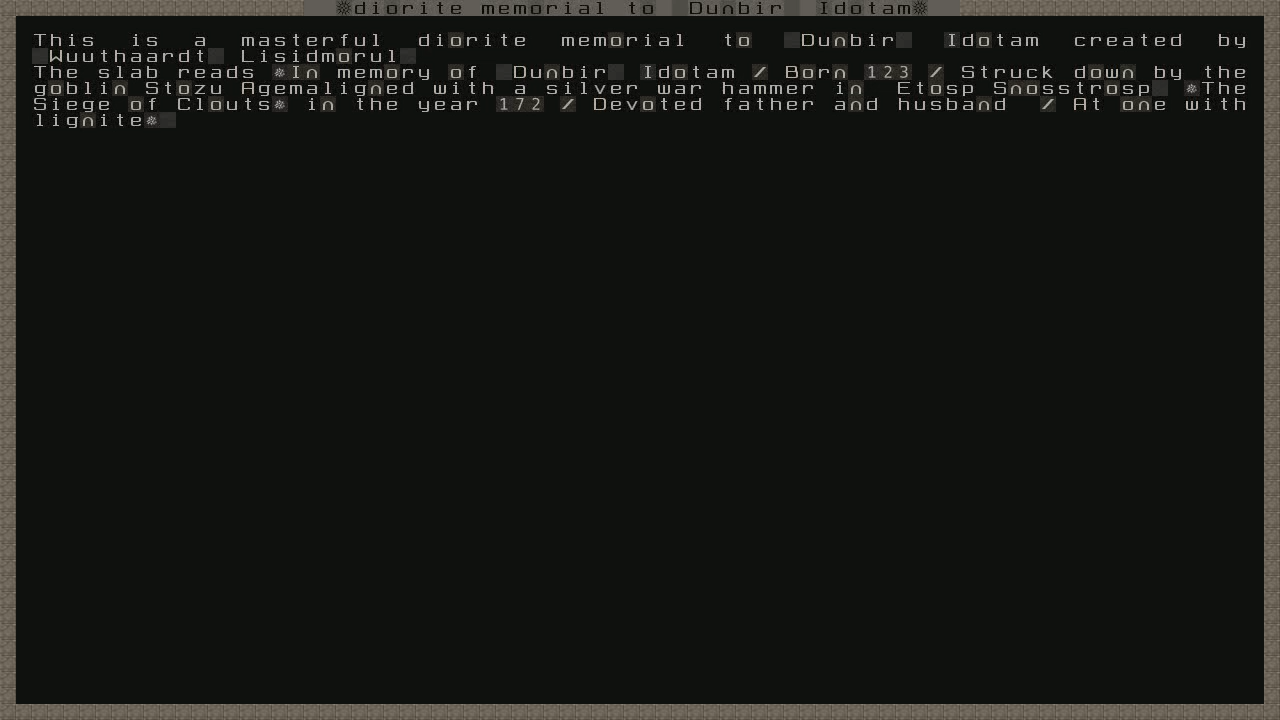 ☼diorite memorial to Dunbir Idotam☼
This is a masterful diorite memorial to Dunbir Idotam created by
Wuuthaardt Lisidmorul
The slab reads ☼In memory of Dunbir Idotam / Born 123 / Struck down by the
goblin Stozu Agemaligned with a silver war hammer in Etosp Snosstrosp ☼The
Siege of Clouts☼ in the year 172 / Devoted father and husband / At one with
lignite☼